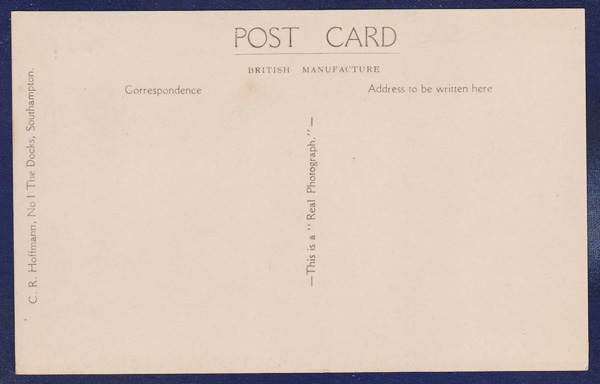 POST CARD
BRITISH MANUFACTURE
Correspondence
Address to be written here
C. R. Hoffmann, No 1 The Docks, Southampton.
—This is a "Real Photograph."—